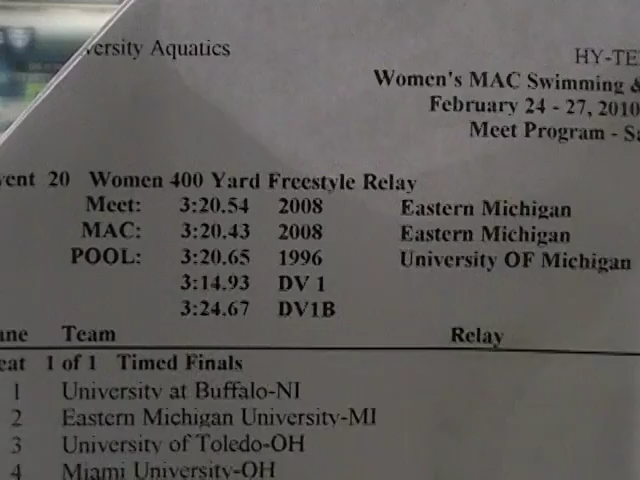 versity Aquatics
HY-TE
Women's MAC Swimming &
February 24 - 27, 2010
Meet Program - Sa
vent 20 Women 400 Yard Freestyle Relay
Meet: 3:20.54 2008 Eastern Michigan
MAC: 3:20.43 2008 Eastern Michigan
POOL: 3:20.65 1996 University OF Michigan
3:14.93 DV 1
3:24.67 DV1B
ane Team Relay
eat 1 of 1 Timed Finals
1 University at Buffalo-NI
2 Eastern Michigan University-MI
3 University of Toledo-OH
4 Miami University-OH